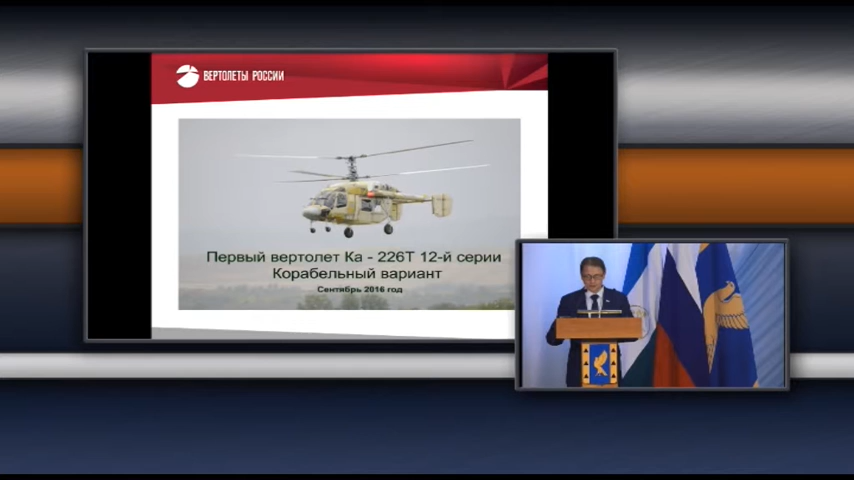 ВЕРТОЛЕТЫ РОССИИ
Первый вертолет Ка - 226Т 12-й серии
Корабельный вариант
Сентябрь 2016 год